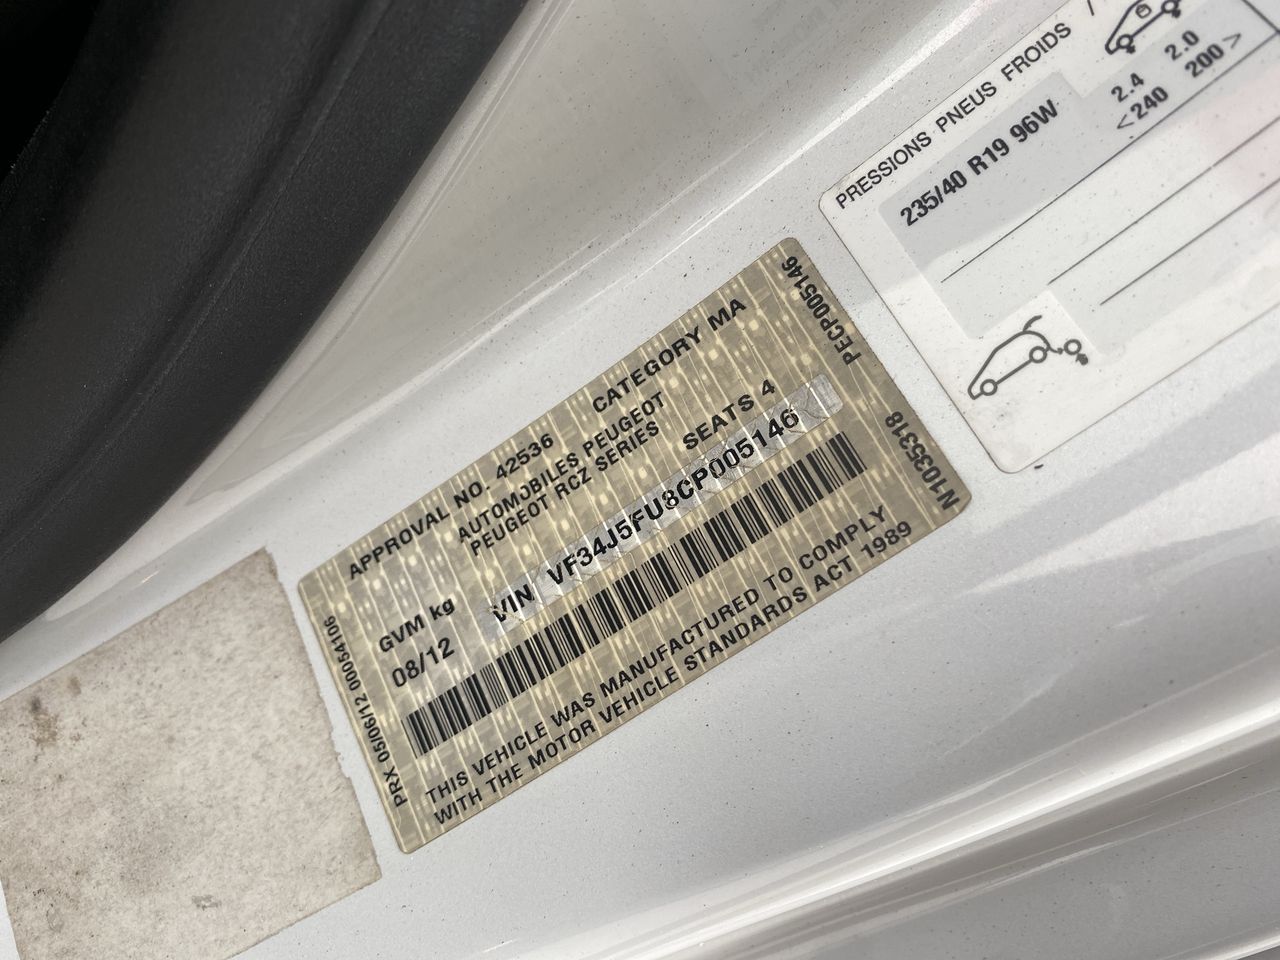 APPROVAL NO. 42536 CATEGORY MA
AUTOMOBILES PEUGEOT
PEUGEOT RCZ SERIES
GVM kg SEATS 4
08/12 VIN VF34J5FU8CP005146
THIS VEHICLE WAS MANUFACTURED TO COMPLY
WITH THE MOTOR VEHICLE STANDARDS ACT 1989
PRX 05/06/12 00054106
PECP005146
N1035318
PRESSIONS PNEUS FROIDS /
235/40 R19 96W
2.4 2.0
<240 200>